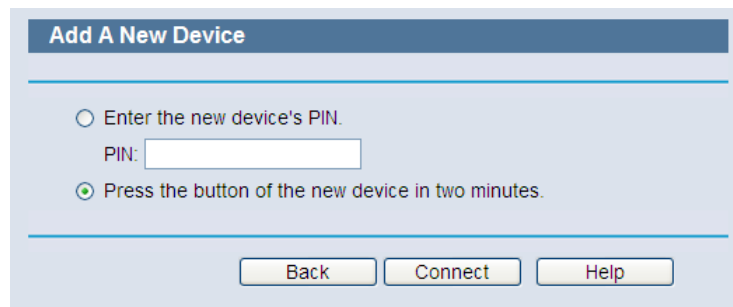 Add A New Device
Enter the new device's PIN.
PIN:
Press the button of the new device in two minutes.
Back Connect Help